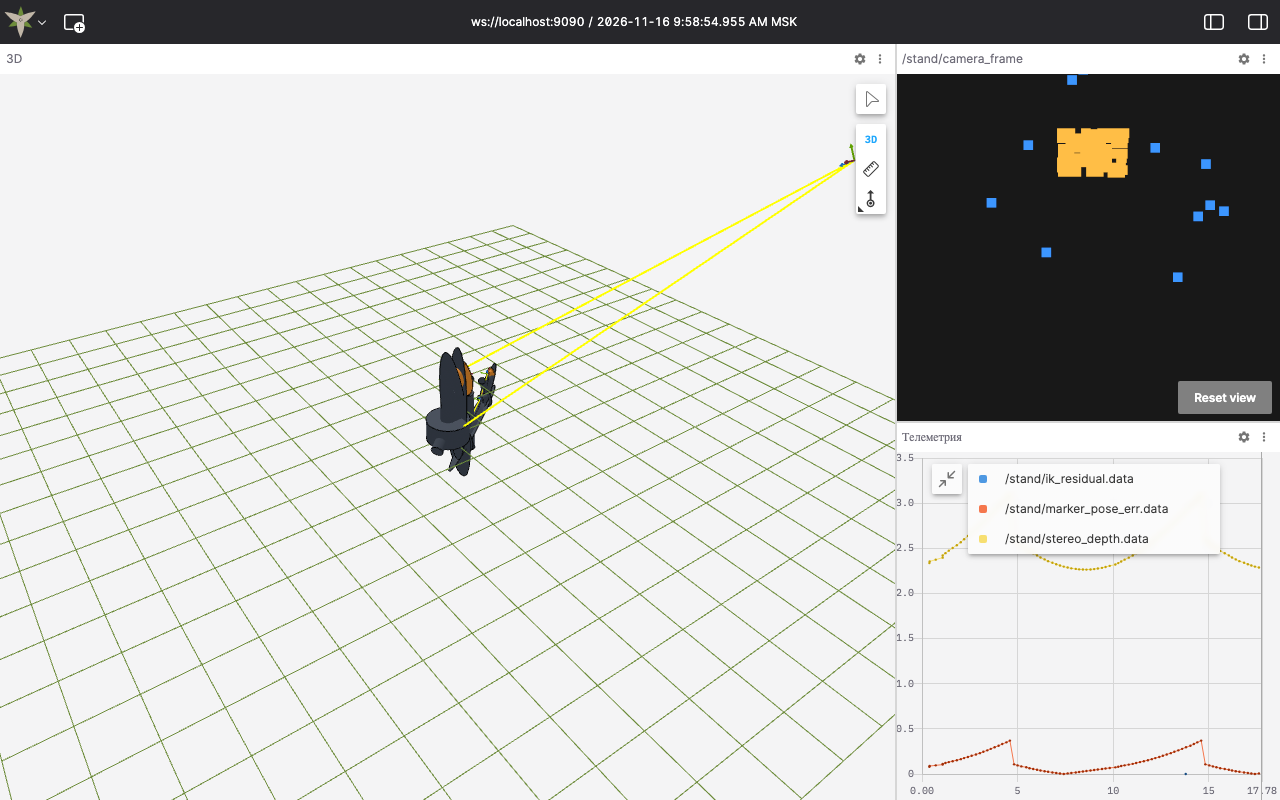 ws://localhost:9090 / 2026-11-16 9:58:54.955 AM MSK
3D
3D
/stand/camera_frame
Reset view
Телеметрия
/stand/ik_residual.data
/stand/marker_pose_err.data
/stand/stereo_depth.data
3.5
3.0
2.5
2.0
1.5
1.0
0.5
0
0.00 5 10 15 17.78